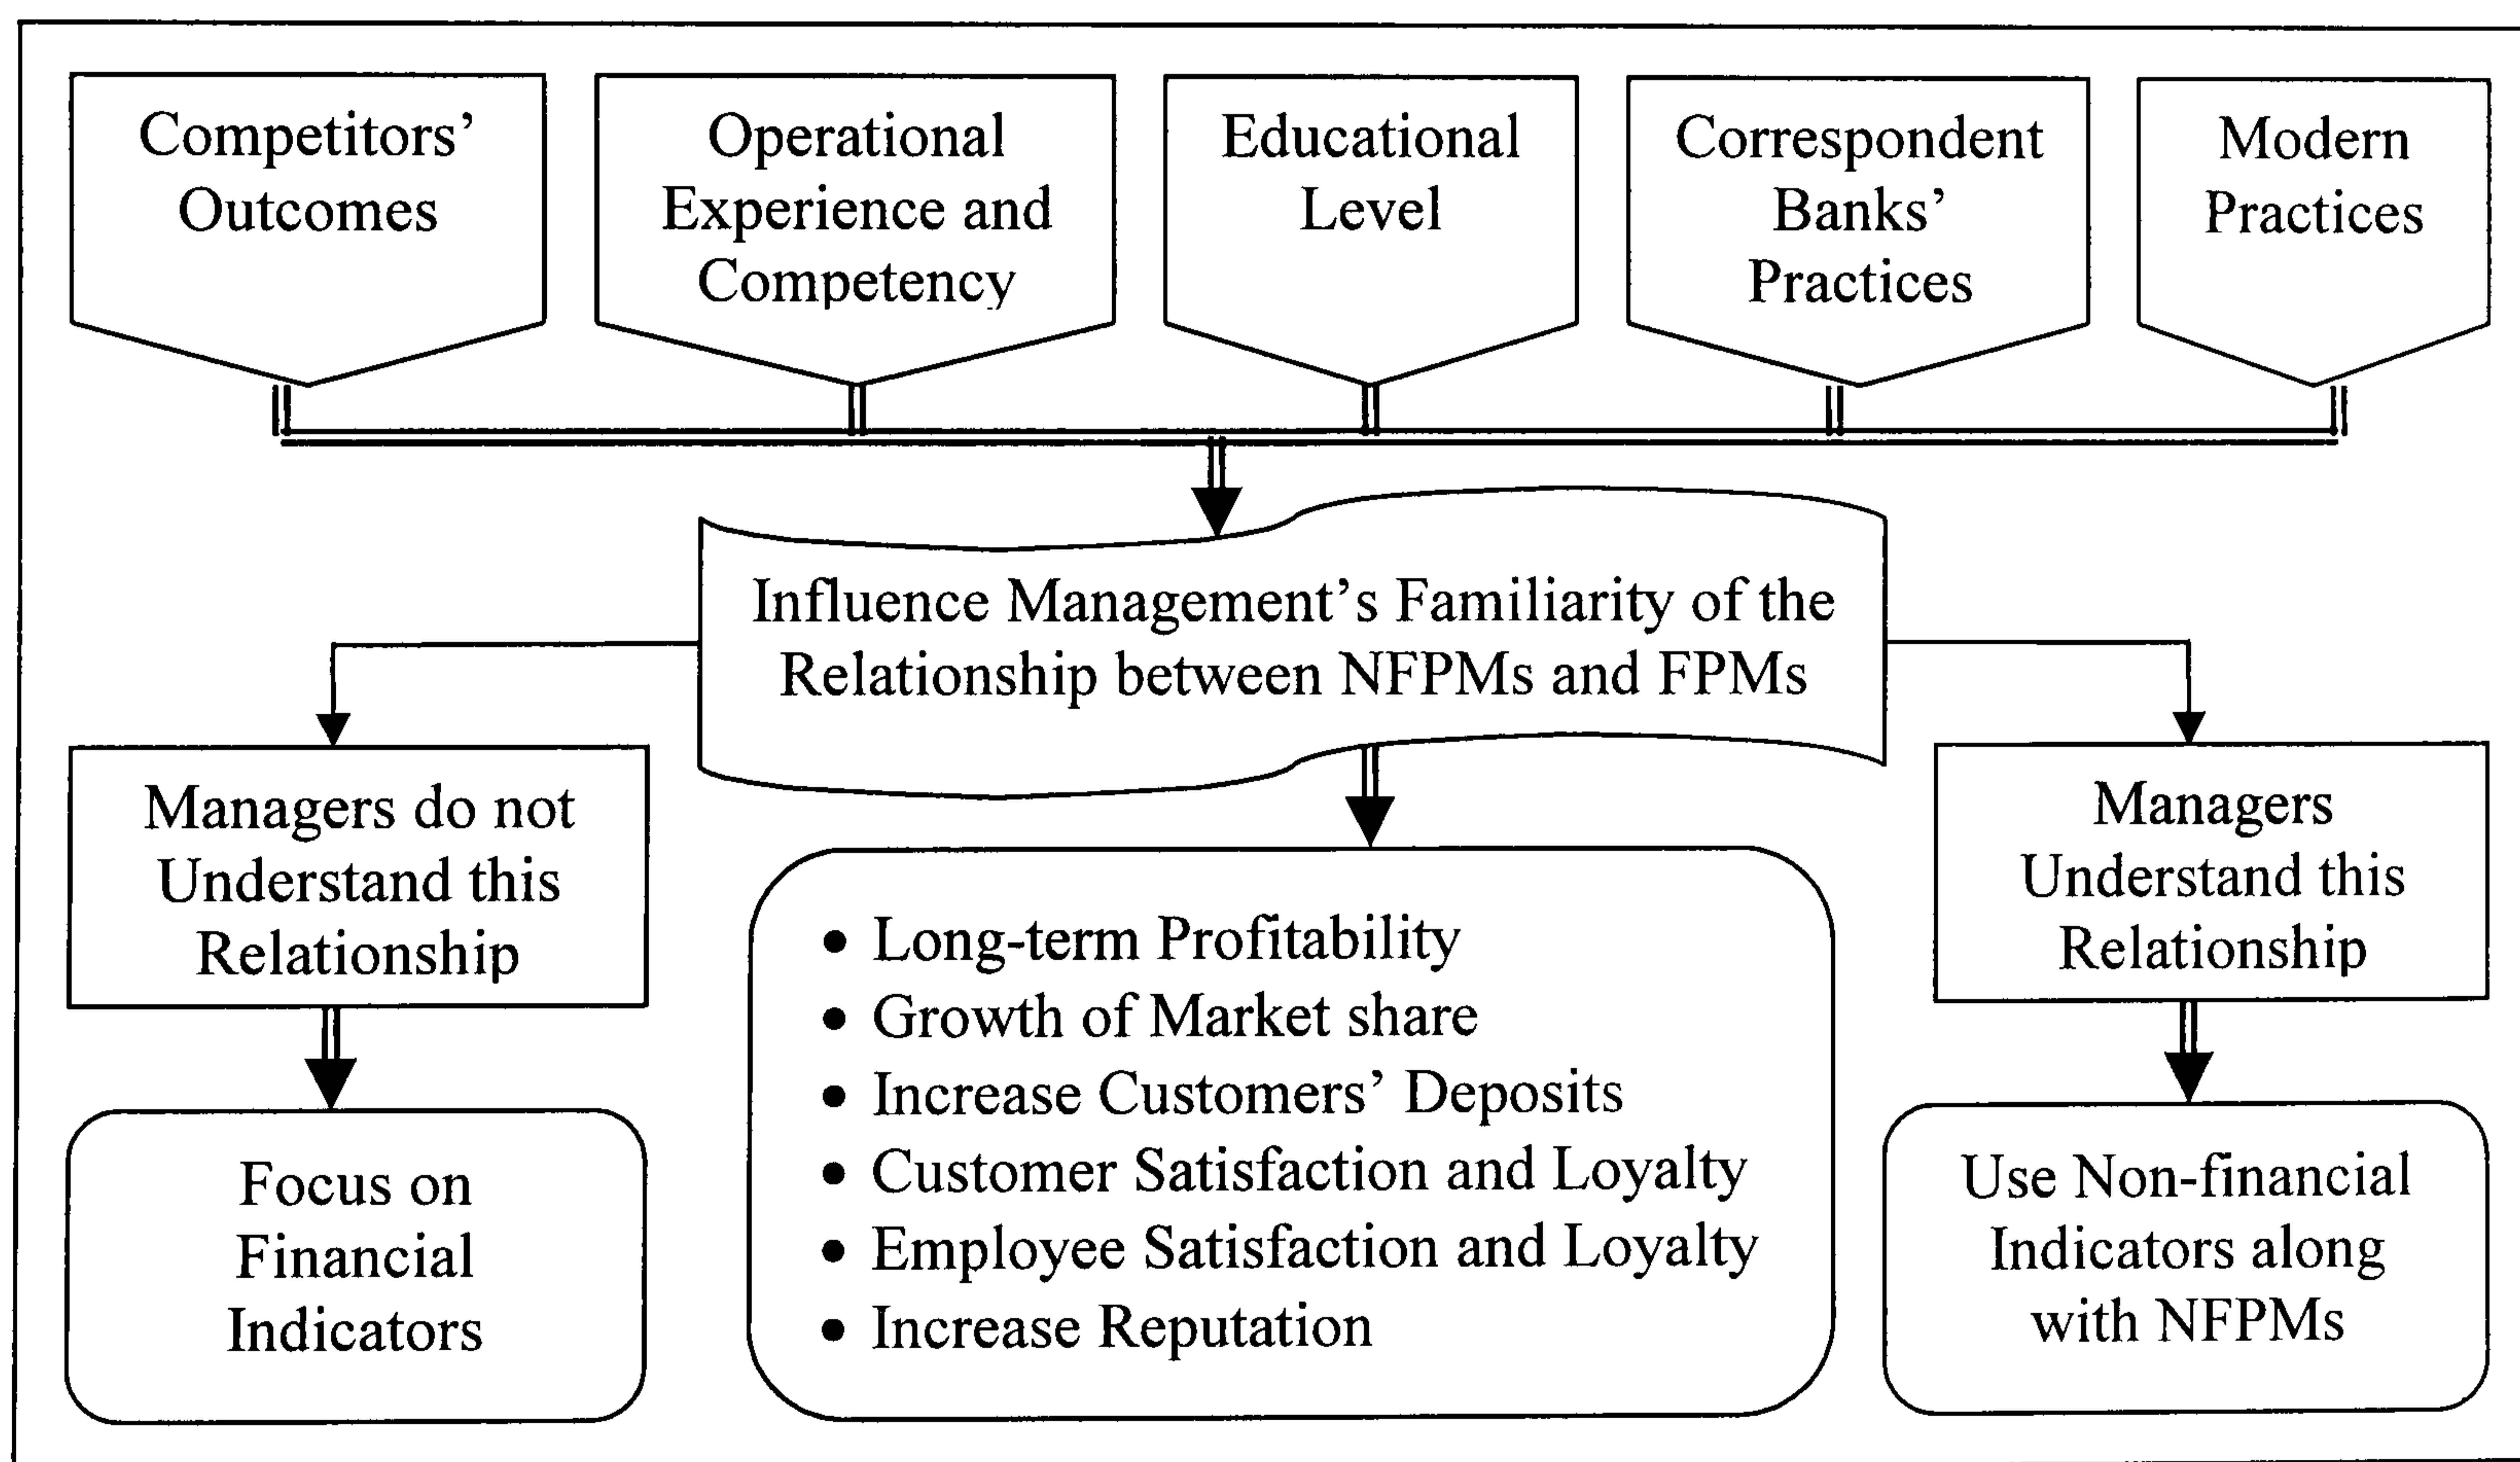 Competitors’
Outcomes
Operational
Experience and
Competency
Educational
Level
Correspondent
Banks’
Practices
Modern
Practices
Influence Management’s Familiarity of the
Relationship between NFPMs and FPMs
Managers do not
Understand this
Relationship
Managers
Understand this
Relationship
• Long-term Profitability
• Growth of Market share
• Increase Customers’ Deposits
• Customer Satisfaction and Loyalty
• Employee Satisfaction and Loyalty
• Increase Reputation
Focus on
Financial
Indicators
Use Non-financial
Indicators along
with NFPMs